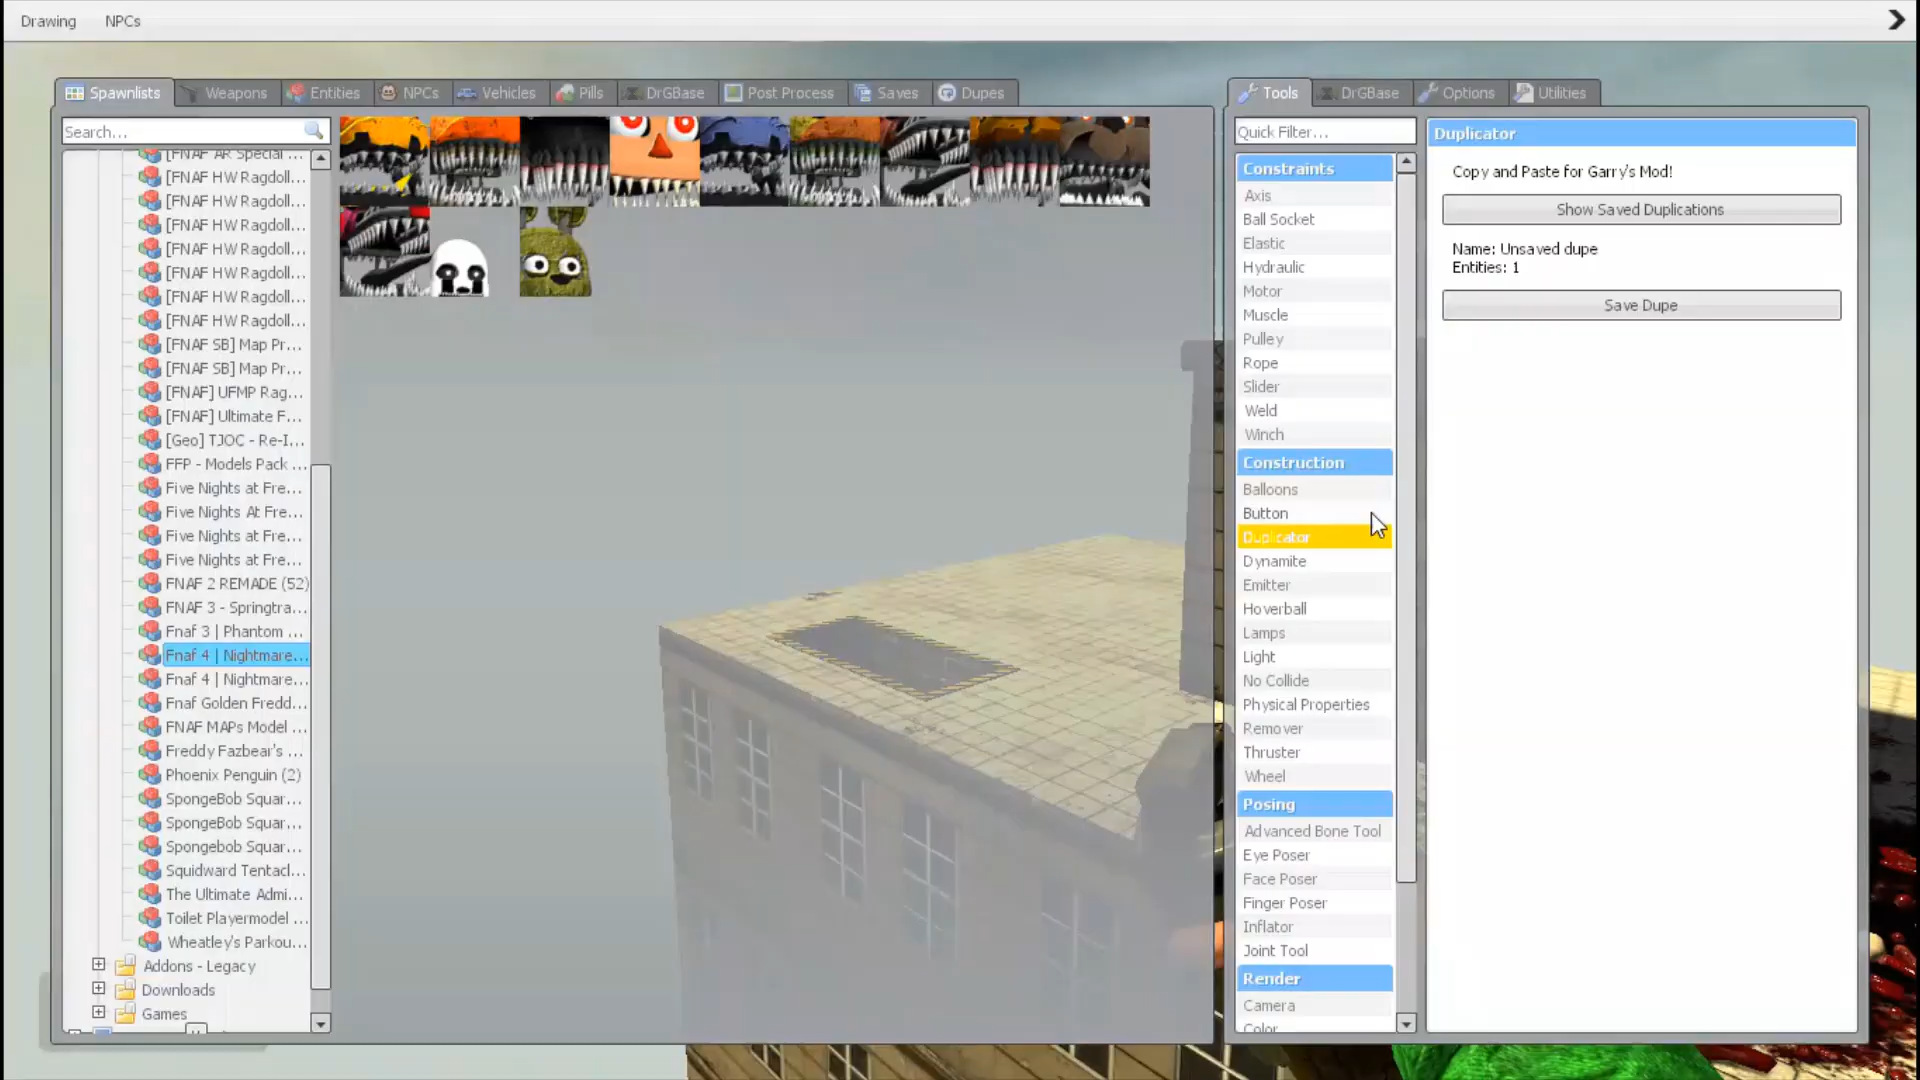 Drawing NPCs
Spawnlists Weapons Entities NPCs Vehicles Pills DrGBase Post Process Saves Dupes
Search...
[FNAF AR Special ...
[FNAF HW Ragdoll...
[FNAF HW Ragdoll...
[FNAF HW Ragdoll...
[FNAF HW Ragdoll...
[FNAF HW Ragdoll...
[FNAF HW Ragdoll...
[FNAF HW Ragdoll...
[FNAF SB] Map Pr...
[FNAF SB] Map Pr...
[FNAF] UFMP Rag...
[FNAF] Ultimate F...
[Geo] TJOC - Re-I...
FFP - Models Pack ...
Five Nights at Fre...
Five Nights At Fre...
Five Nights at Fre...
Five Nights at Fre...
FNAF 2 REMADE (52)
FNAF 3 - Springtra...
Fnaf 3 | Phantom ...
Fnaf 4 | Nightmare...
Fnaf 4 | Nightmare...
Fnaf Golden Fredd...
FNAF MAPs Model ...
Freddy Fazbear's ...
Phoenix Penguin (2)
SpongeBob Squar...
SpongeBob Squar...
Spongebob Squar...
Squidward Tentacl...
The Ultimate Admi...
Toilet Playermodel ...
Wheatley's Parkou...
Addons - Legacy
Downloads
Games
Tools DrGBase Options Utilities
Quick Filter...
Constraints
Axis
Ball Socket
Elastic
Hydraulic
Motor
Muscle
Pulley
Rope
Slider
Weld
Winch
Construction
Balloons
Button
Duplicator
Dynamite
Emitter
Hoverball
Lamps
Light
No Collide
Physical Properties
Remover
Thruster
Wheel
Posing
Advanced Bone Tool
Eye Poser
Face Poser
Finger Poser
Inflator
Joint Tool
Render
Camera
Color
Duplicator
Copy and Paste for Garry's Mod!
Show Saved Duplications
Name: Unsaved dupe
Entities: 1
Save Dupe